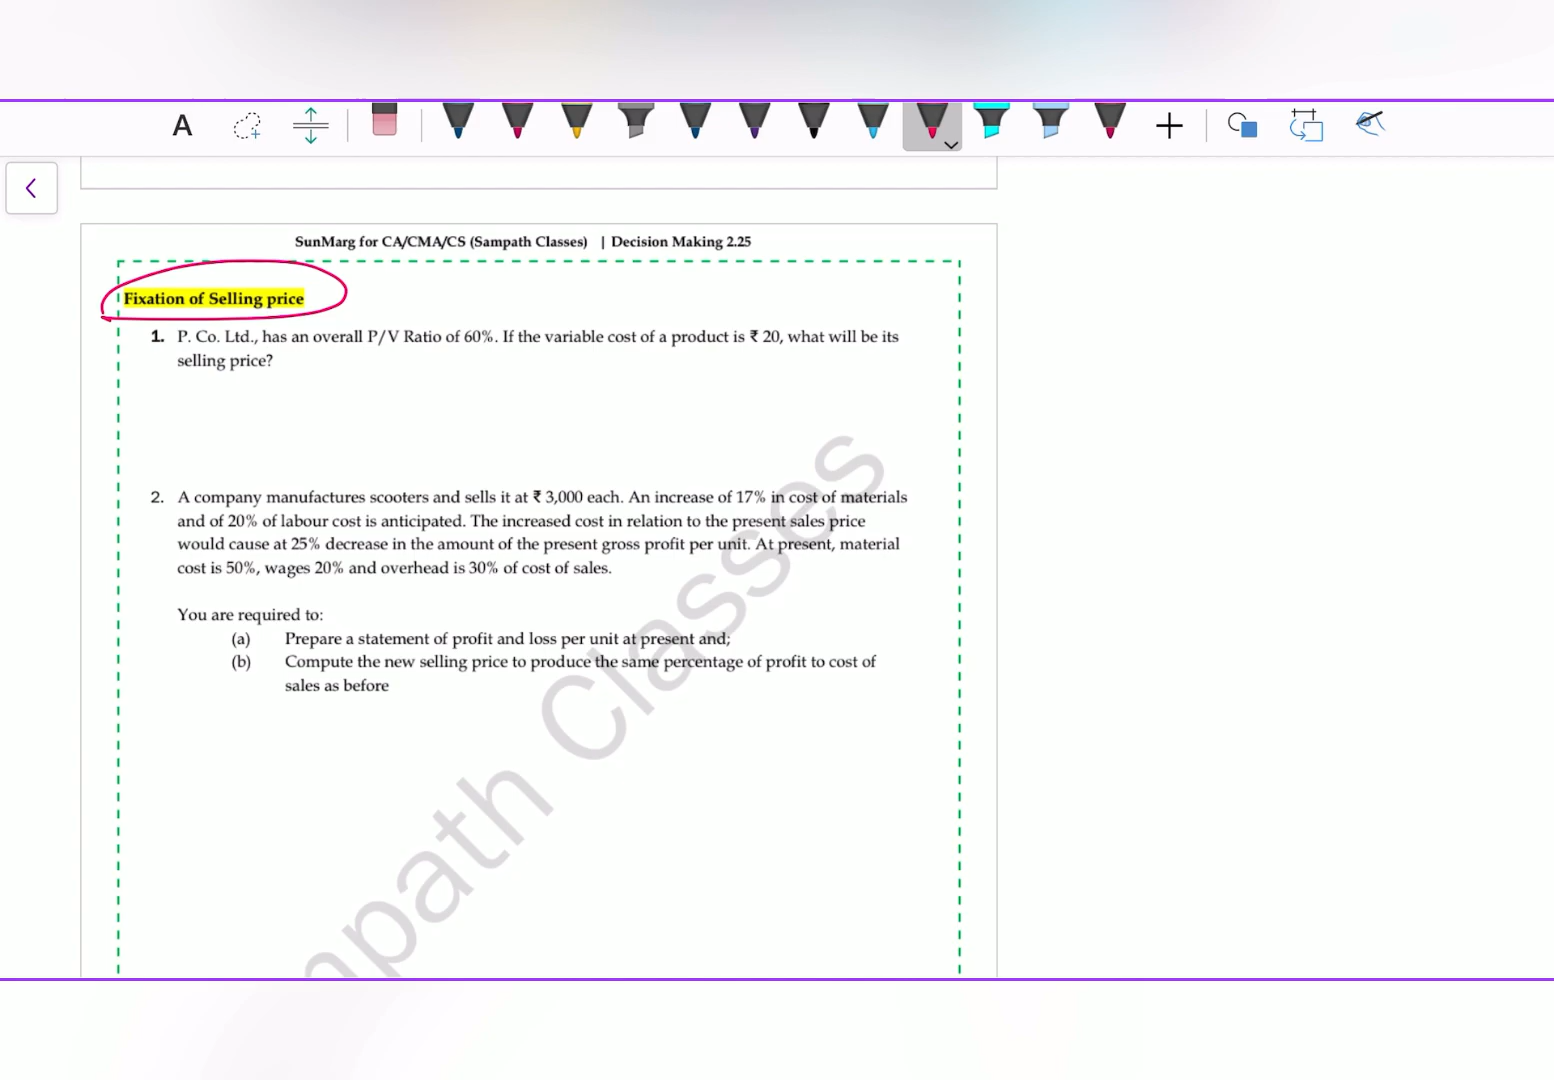 A
SunMarg for CA/CMA/CS (Sampath Classes) | Decision Making 2.25
Fixation of Selling price
1. P. Co. Ltd., has an overall P/V Ratio of 60%. If the variable cost of a product is ₹ 20, what will be its
selling price?
2. A company manufactures scooters and sells it at ₹ 3,000 each. An increase of 17% in cost of materials
and of 20% of labour cost is anticipated. The increased cost in relation to the present sales price
would cause at 25% decrease in the amount of the present gross profit per unit. At present, material
cost is 50%, wages 20% and overhead is 30% of cost of sales.
You are required to:
(a) Prepare a statement of profit and loss per unit at present and;
(b) Compute the new selling price to produce the same percentage of profit to cost of
sales as before
mpath Classes